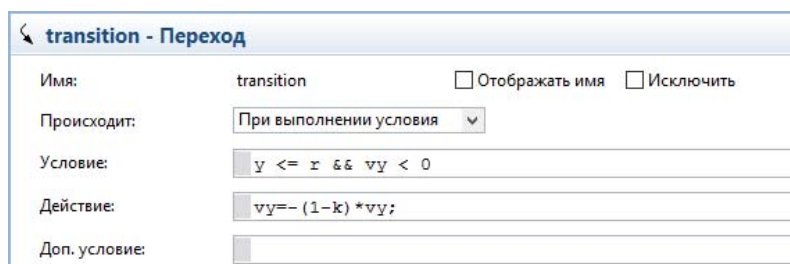 transition - Переход
Имя: transition Отображать имя Исключить
Происходит: При выполнении условия
Условие: y <= r && vy < 0
Действие: vy=-(1-k)*vy;
Доп. условие: